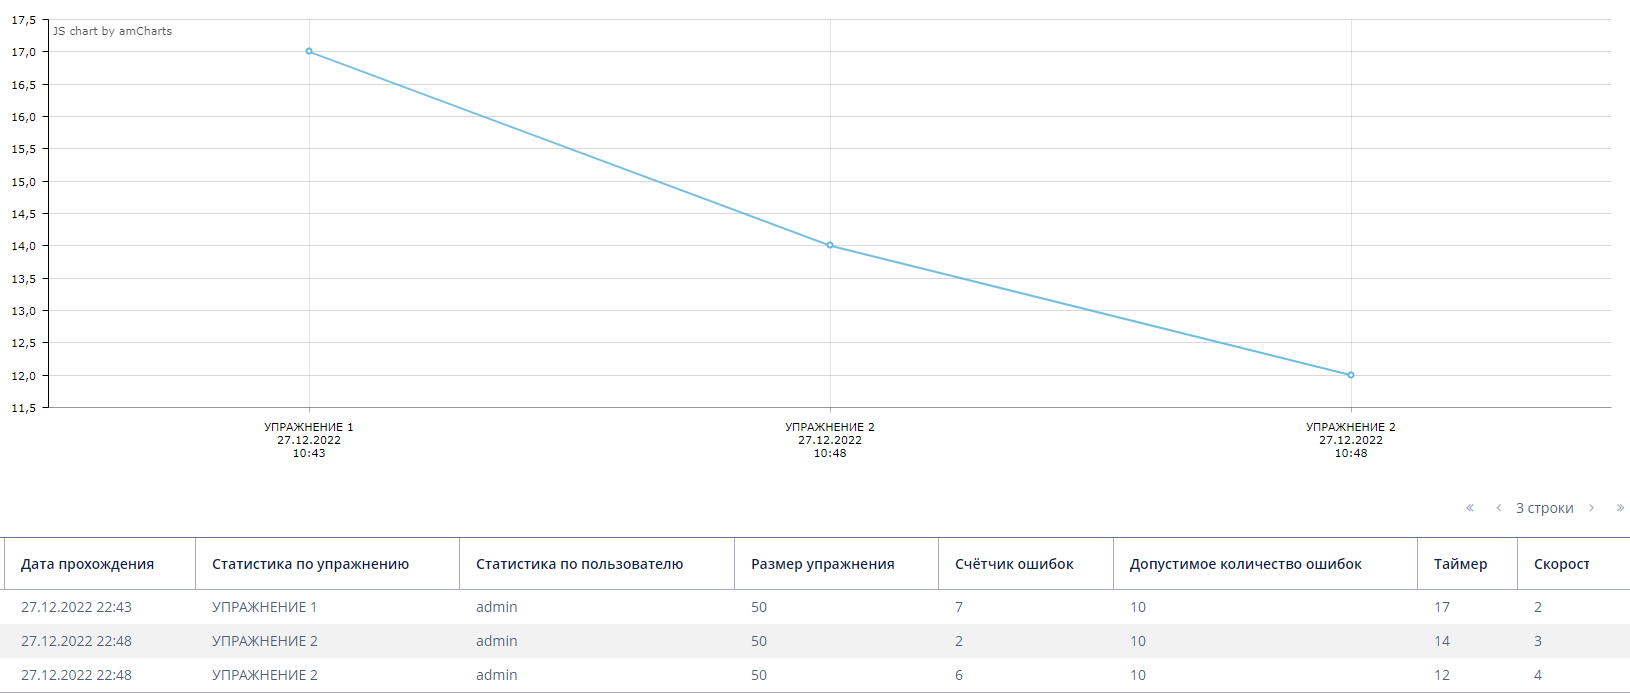 17,5
JS chart by amCharts
17,0
16,5
16,0
15,5
15,0
14,5
14,0
13,5
13,0
12,5
12,0
11,5
УПРАЖНЕНИЕ 1 УПРАЖНЕНИЕ 2 УПРАЖНЕНИЕ 2
27.12.2022 27.12.2022 27.12.2022
10:43 10:48 10:48
« ‹ 3 строки › »
Дата прохождения Статистика по упражнению Статистика по пользователю Размер упражнения Счётчик ошибок Допустимое количество ошибок Таймер Скорост
27.12.2022 22:43 УПРАЖНЕНИЕ 1 admin 50 7 10 17 2
27.12.2022 22:48 УПРАЖНЕНИЕ 2 admin 50 2 10 14 3
27.12.2022 22:48 УПРАЖНЕНИЕ 2 admin 50 6 10 12 4